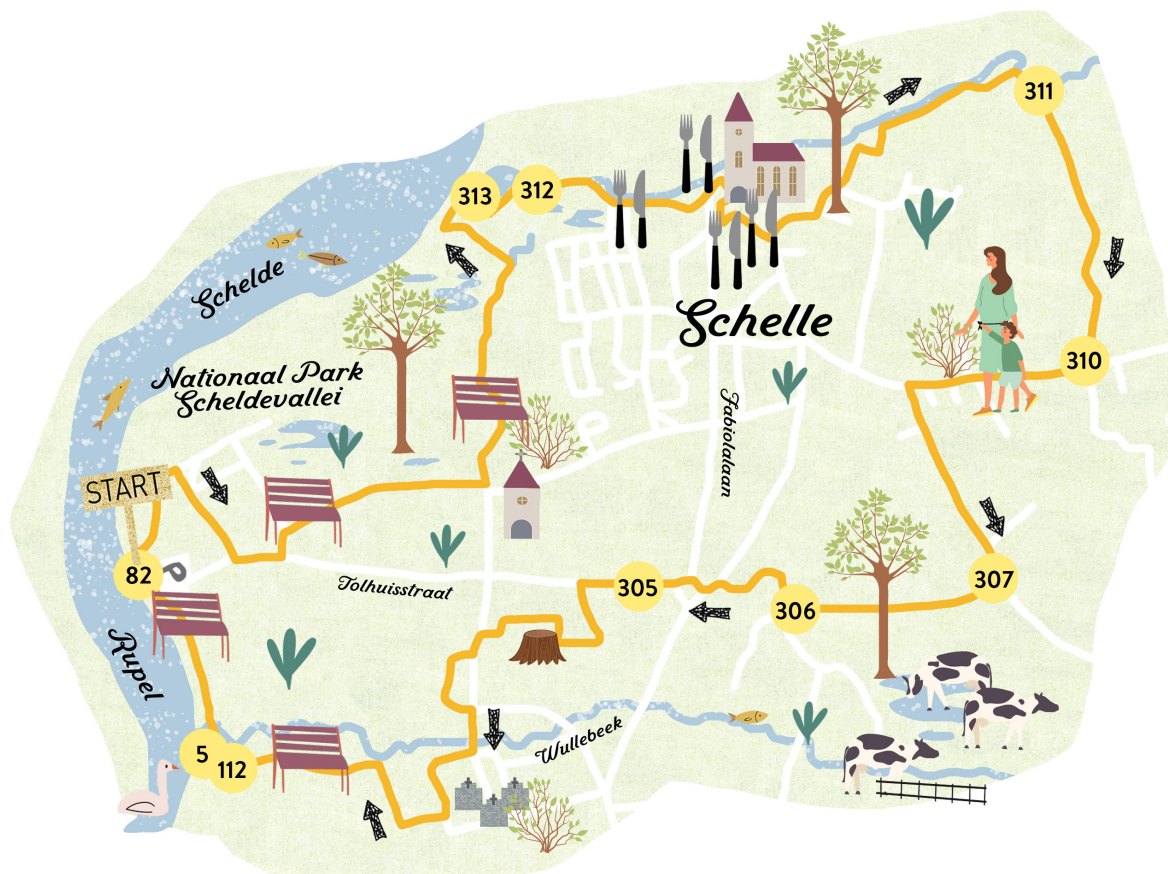 311
313
312
Schelde
Schelle
310
Nationaal Park
Scheldevallei
Fabiolalaan
START
82
P
Tolhuisstraat
305
306
307
Rupel
5
112
Wullebeek